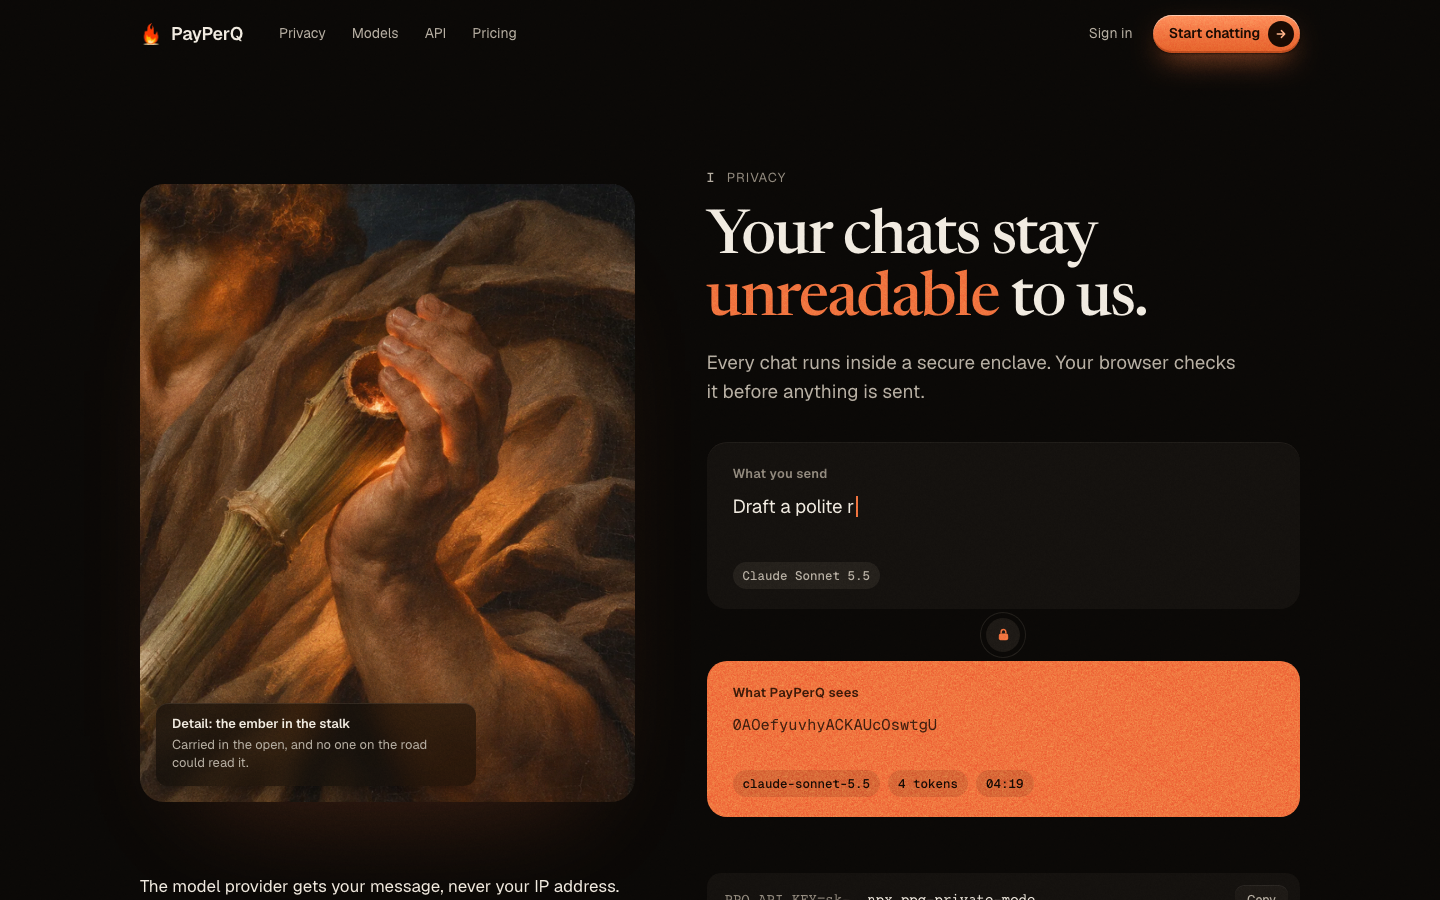 PayPerQ
Privacy
Models
API
Pricing
Sign in
Start chatting
I PRIVACY
Your chats stay
unreadable to us.
Every chat runs inside a secure enclave. Your browser checks
it before anything is sent.
What you send
Draft a polite r
Claude Sonnet 5.5
What PayPerQ sees
0AOefyuvhyACKAUcOswtgU
claude-sonnet-5.5
4 tokens
04:19
Detail: the ember in the stalk
Carried in the open, and no one on the road
could read it.
The model provider gets your message, never your IP address.
Copy